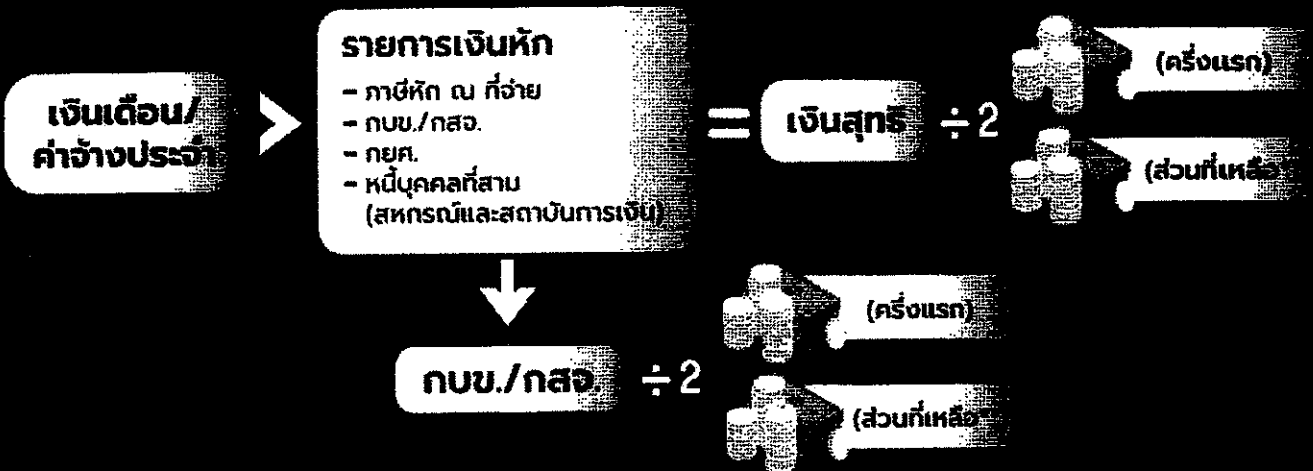 เงินเดือน/
ค่าจ้างประจำ
รายการเงินหัก
- ภาษีหัก ณ ที่จ่าย
- กบข./กสจ.
- กยศ.
- หนี้บุคคลที่สาม
(สหกรณ์และสถาบันการเงิน)
=
เงินสุทธิ
÷2
(ครึ่งแรก)
(ส่วนที่เหลือ)
กบข./กสจ.
÷2
(ครึ่งแรก)
(ส่วนที่เหลือ)